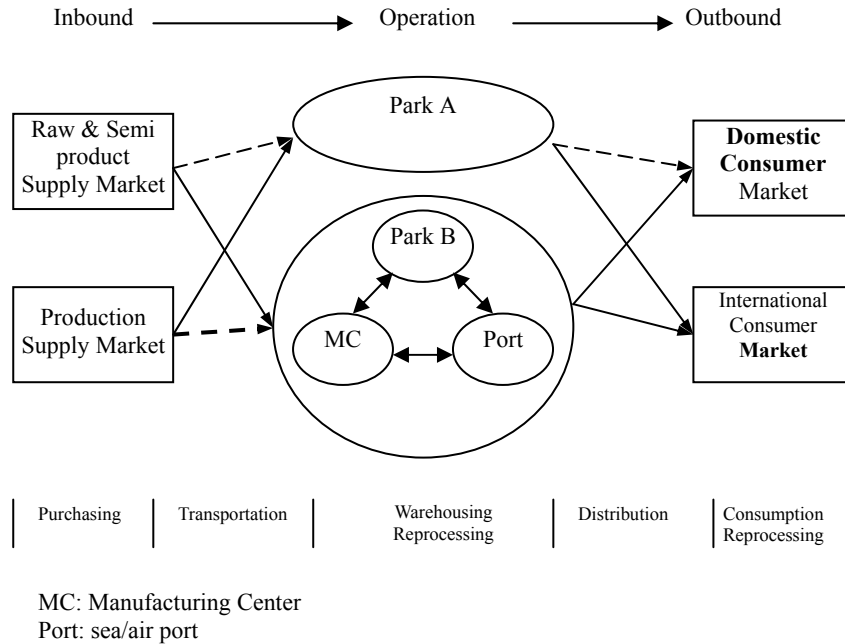 Inbound
Operation
Outbound
Park A
Raw & Semi
product
Supply Market
Domestic
Consumer
Market
Park B
Production
Supply Market
MC
Port
International
Consumer
Market
Purchasing
Transportation
Warehousing
Reprocessing
Distribution
Consumption
Reprocessing
MC: Manufacturing Center
Port: sea/air port